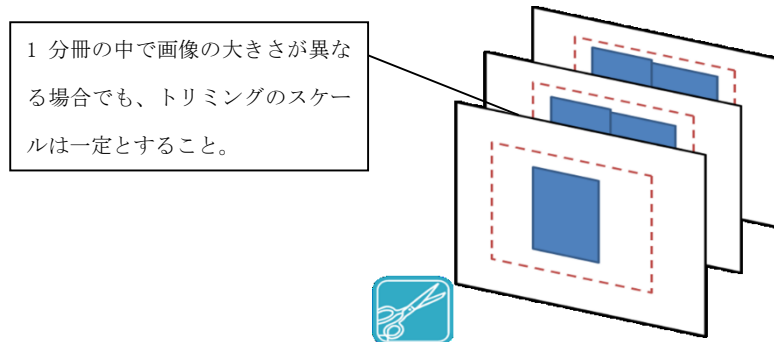 1 分冊の中で画像の大きさが異な
る場合でも、トリミングのスケー
ルは一定とすること。